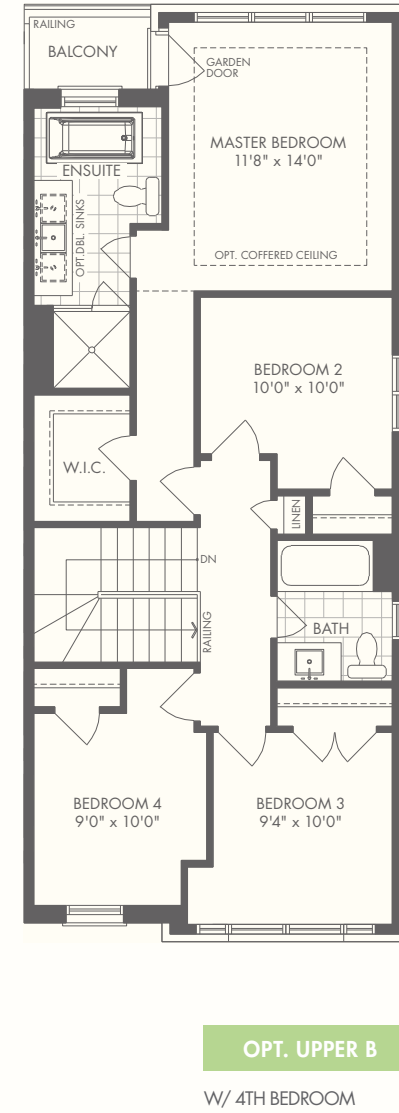 RAILING
BALCONY
GARDEN
DOOR
MASTER BEDROOM
11'8" x 14'0"
OPT. COFFERED CEILING
ENSUITE
OPT.DBL. SINKS
BEDROOM 2
10'0" x 10'0"
W.I.C.
LINEN
DN
RAILING
BATH
BEDROOM 4
9'0" x 10'0"
BEDROOM 3
9'4" x 10'0"
OPT. UPPER B
W/ 4TH BEDROOM